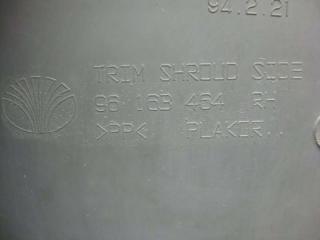 94.2.21
TRIM SHROUD SIDE
96 163 464 RH
>PP< PLAKOR..